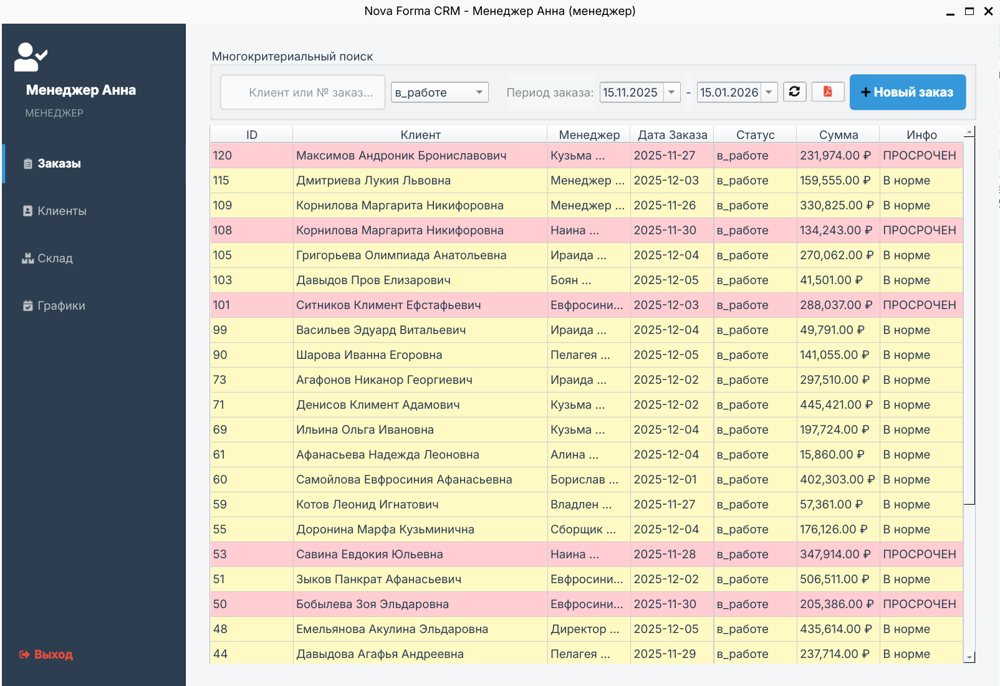 Nova Forma CRM - Менеджер Анна (менеджер)
Менеджер Анна
МЕНЕДЖЕР
Заказы
Клиенты
Склад
Графики
Выход
Многокритериальный поиск
Клиент или № заказ... в_работе Период заказа: 15.11.2025 - 15.01.2026 Новый заказ
ID Клиент Менеджер Дата Заказа Статус Сумма Инфо
120 Максимов Андроник Брониславович Кузьма ... 2025-11-27 в_работе 231,974.00 ₽ ПРОСРОЧЕН
115 Дмитриева Лукия Львовна Менеджер ... 2025-12-03 в_работе 159,555.00 ₽ В норме
109 Корнилова Маргарита Никифоровна Менеджер ... 2025-11-26 в_работе 330,825.00 ₽ В норме
108 Корнилова Маргарита Никифоровна Наина ... 2025-11-30 в_работе 134,243.00 ₽ ПРОСРОЧЕН
105 Григорьева Олимпиада Анатольевна Ираида ... 2025-12-04 в_работе 270,062.00 ₽ В норме
103 Давыдов Пров Елизарович Боян ... 2025-12-05 в_работе 41,501.00 ₽ В норме
101 Ситников Климент Ефстафьевич Евфросини... 2025-12-03 в_работе 288,037.00 ₽ ПРОСРОЧЕН
99 Васильев Эдуард Витальевич Ираида ... 2025-12-04 в_работе 49,791.00 ₽ В норме
90 Шарова Иванна Егоровна Пелагея ... 2025-12-05 в_работе 141,055.00 ₽ В норме
73 Агафонов Никанор Георгиевич Ираида ... 2025-12-02 в_работе 297,510.00 ₽ В норме
71 Денисов Климент Адамович Кузьма ... 2025-12-02 в_работе 445,421.00 ₽ В норме
69 Ильина Ольга Ивановна Кузьма ... 2025-12-04 в_работе 197,724.00 ₽ В норме
61 Афанасьева Надежда Леоновна Алина ... 2025-12-04 в_работе 15,860.00 ₽ В норме
60 Самойлова Евфросиния Афанасьевна Борислав ... 2025-12-01 в_работе 402,303.00 ₽ В норме
59 Котов Леонид Игнатович Владлен ... 2025-11-27 в_работе 57,361.00 ₽ В норме
55 Доронина Марфа Кузьминична Сборщик ... 2025-12-04 в_работе 176,126.00 ₽ В норме
53 Савина Евдокия Юльевна Наина ... 2025-11-28 в_работе 347,914.00 ₽ ПРОСРОЧЕН
51 Зыков Панкрат Афанасьевич Евфросини... 2025-12-02 в_работе 506,511.00 ₽ В норме
50 Бобылева Зоя Эльдаровна Евфросини... 2025-11-30 в_работе 205,386.00 ₽ ПРОСРОЧЕН
48 Емельянова Акулина Эльдаровна Директор ... 2025-12-05 в_работе 435,614.00 ₽ В норме
44 Давыдова Агафья Андреевна Пелагея ... 2025-11-29 в_работе 237,714.00 ₽ В норме